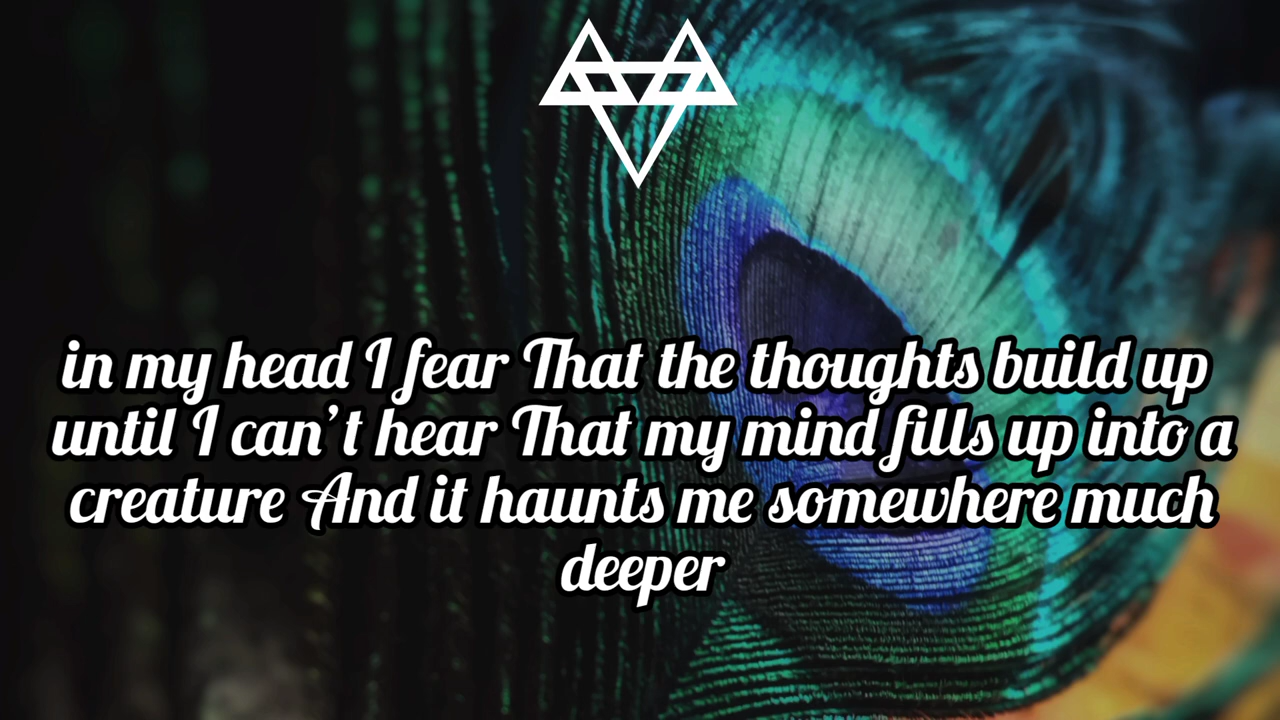 in my head I fear That the thoughts build up
until I can’t hear That my mind fills up into a
creature And it haunts me somewhere much
deeper